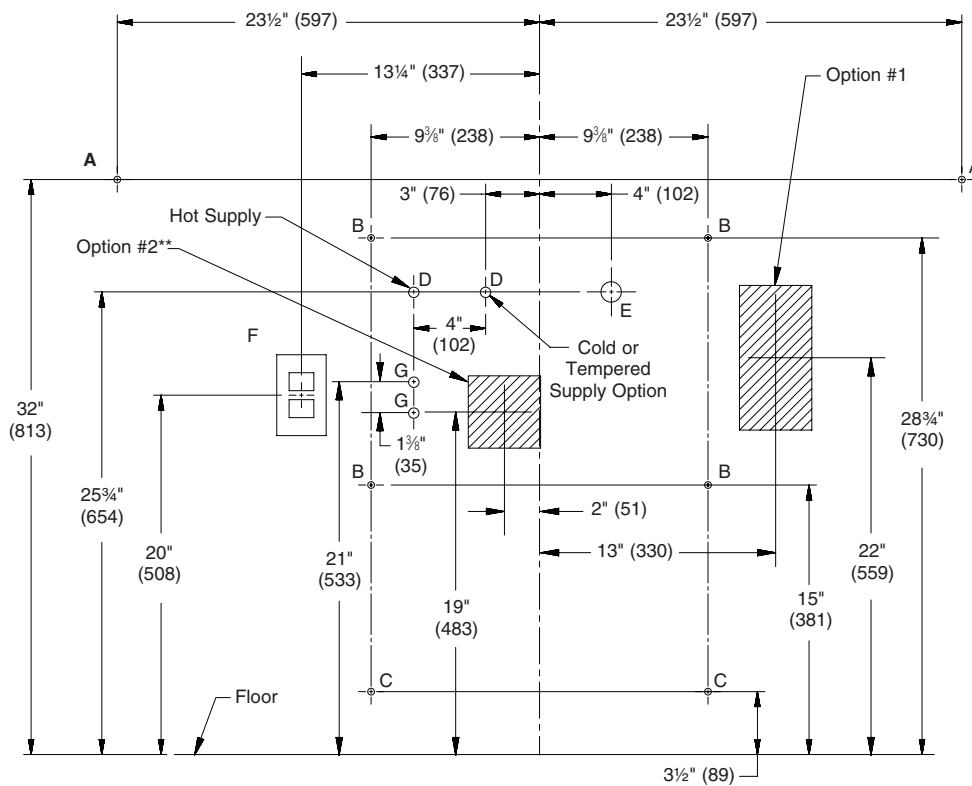 23½" (597)
23½" (597)
13¼" (337)
Option #1
9⅜" (238)
9⅜" (238)
A
A
3" (76)
4" (102)
Hot Supply
B
B
Option #2**
D
D
E
4"
(102)
F
Cold or
Tempered
Supply Option
G
G
32"
(813)
28¾"
(730)
1⅜"
(35)
B
B
25¾"
(654)
2" (51)
20"
(508)
21"
(533)
13" (330)
22"
(559)
19"
(483)
15"
(381)
C
C
Floor
3½" (89)